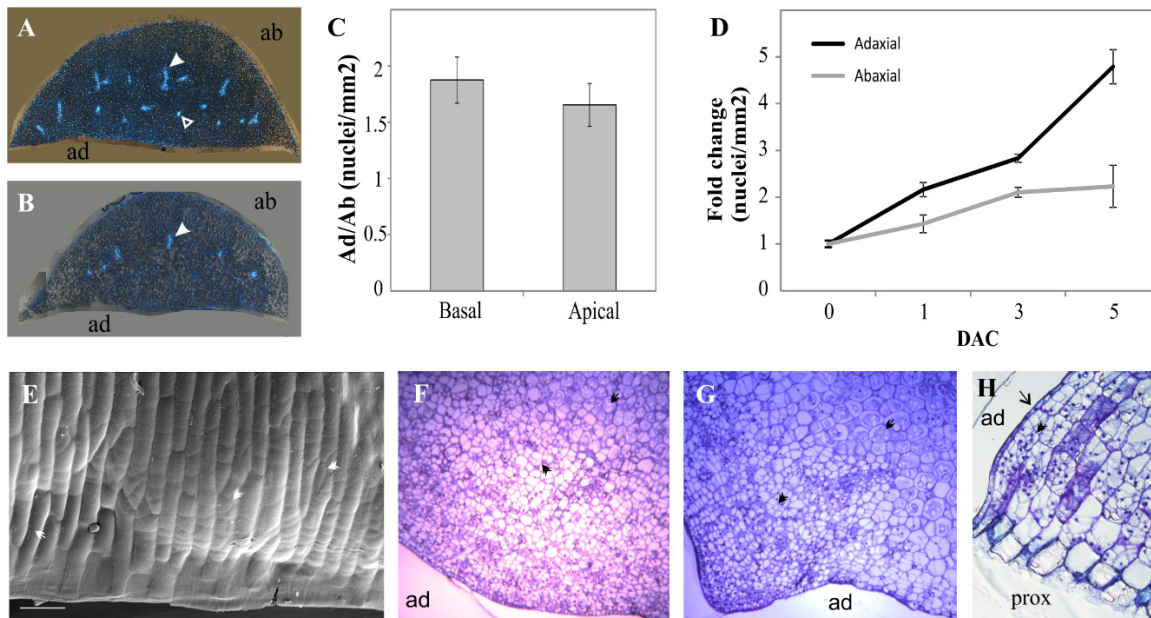 A
ab
ad
B
ab
ad
C
Ad/Ab (nuclei/mm2)
2
1.5
1
0.5
0
Basal
Apical
D
Adaxial
Abaxial
Fold change
(nuclei/mm2)
5
4
3
2
1
0
1
3
5
DAC
E
F
ad
G
ad
H
ad
prox